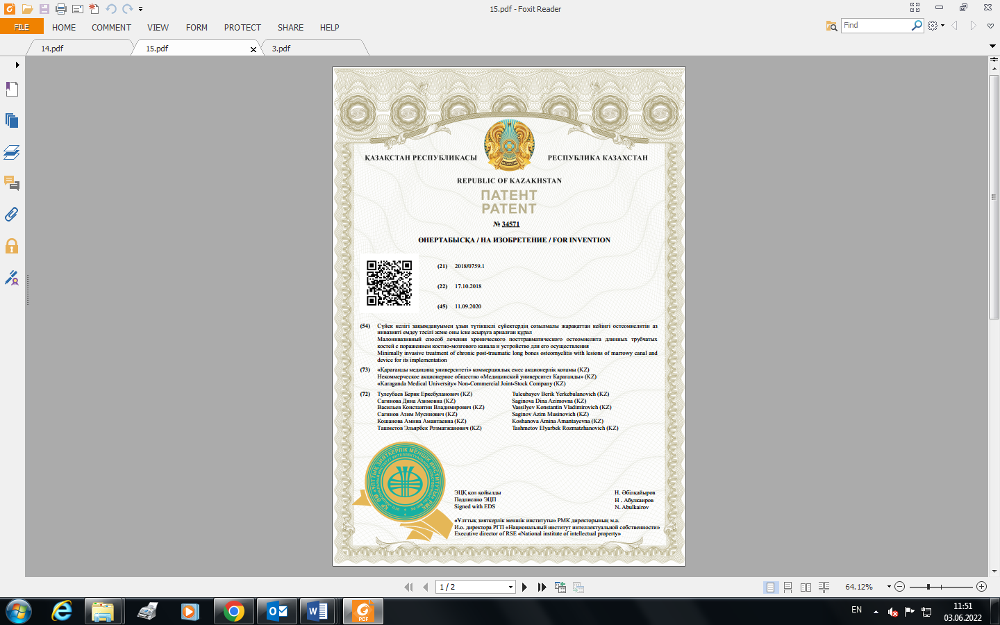 15.pdf - Foxit Reader
FILE HOME COMMENT VIEW FORM PROTECT SHARE HELP
Find
14.pdf 15.pdf 3.pdf
ҚАЗАҚСТАН РЕСПУБЛИКАСЫ РЕСПУБЛИКА КАЗАХСТАН
REPUBLIC OF KAZAKHSTAN
ПАТЕНТ
PATENT
№ 34571
ӨНЕРТАБЫСҚА / НА ИЗОБРЕТЕНИЕ / FOR INVENTION
(21) 2018/0759.1
(22) 17.10.2018
(45) 11.09.2020
(54) Сүйек келігі зақымдануымен ұзын түтікшелі сүйектердің созылмалы жарақаттан кейінгі остеомиелитін аз
инвазивті емдеу тәсілі және оны іске асыруға арналған құрал
Малоинвазивный способ лечения хронического посттравматического остеомиелита длинных трубчатых
костей с поражением костно-мозгового канала и устройство для его осуществления
Minimally invasive treatment of chronic post-traumatic long bones osteomyelitis with lesions of marrowy canal and
device for its implementation
(73) «Қарағанды медицина университеті» коммерциялық емес акционерлік қоғамы (KZ)
Некоммерческое акционерное общество «Медицинский университет Караганды» (KZ)
«Karaganda Medical University» Non-Commercial Joint-Stock Company (KZ)
(72) Тулеубаев Берик Еркебуланович (KZ) Tuleubayev Berik Yerkebulanovich (KZ)
Сагинова Дина Азимовна (KZ) Saginova Dina Azimovna (KZ)
Васильев Константин Владимирович (KZ) Vassilyev Konstantin Vladimirovich (KZ)
Сагинов Азим Мусинович (KZ) Saginov Azim Musinovich (KZ)
Кошанова Амина Амантаевна (KZ) Koshanova Amina Amantayevna (KZ)
Ташметов Эльярбек Розматжанович (KZ) Tashmetov Elyarbek Rozmatzhanovich (KZ)
ЭЦҚ қол қойылды Н. Әбілқайыров
Подписано ЭЦП Н . Абулкаиров
Signed with EDS N. Abulkairov
«Ұлттық зияткерлік меншік институты» РМК директорының м.а.
И.о. директора РГП «Национальный институт интеллектуальной собственности»
Executive director of RSE «National institute of intellectual property»
1 / 2
64.12%
EN
11:51
03.06.2022